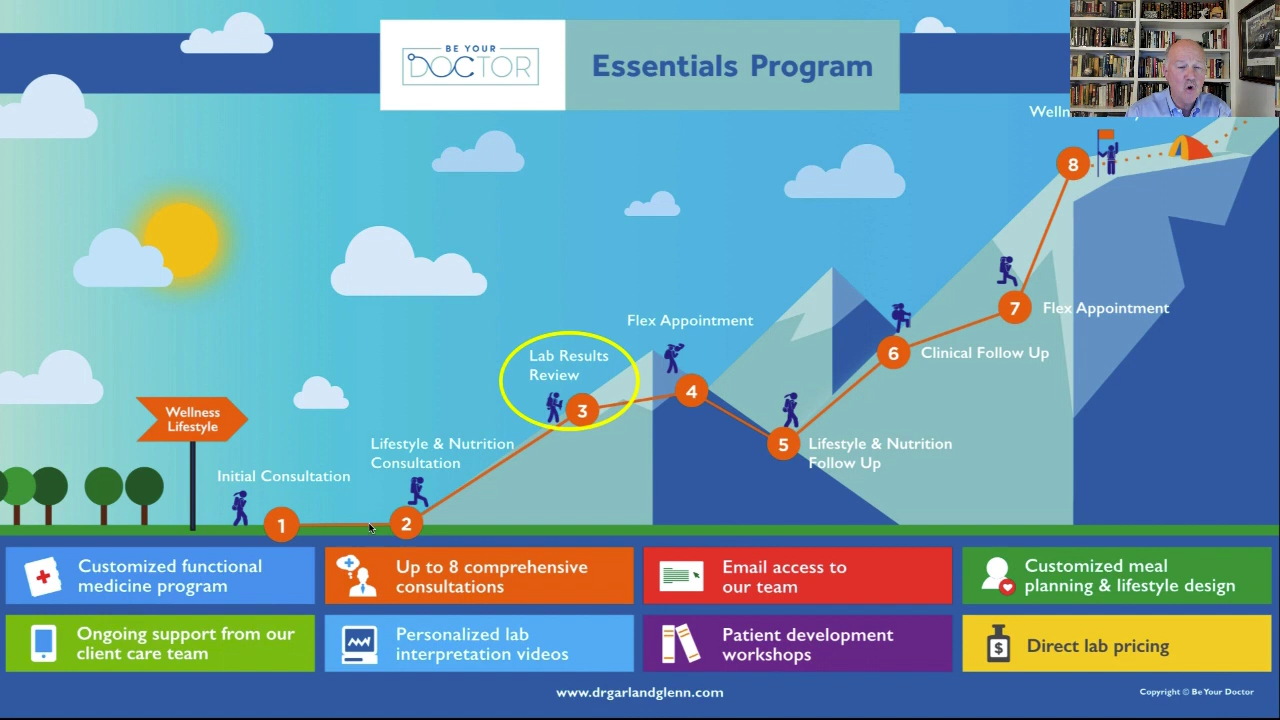 BE YOUR
DOCTOR
Essentials Program
8
7
Flex Appointment
Flex Appointment
6
Clinical Follow Up
Lab Results
Review
3
4
5
Lifestyle & Nutrition
Follow Up
Wellness
Lifestyle
Lifestyle & Nutrition
Consultation
Initial Consultation
1
2
Customized functional
medicine program
Up to 8 comprehensive
consultations
Email access to
our team
Customized meal
planning & lifestyle design
Ongoing support from our
client care team
Personalized lab
interpretation videos
Patient development
workshops
$
Direct lab pricing
www.drgarlandglenn.com
Copyright © Be Your Doctor